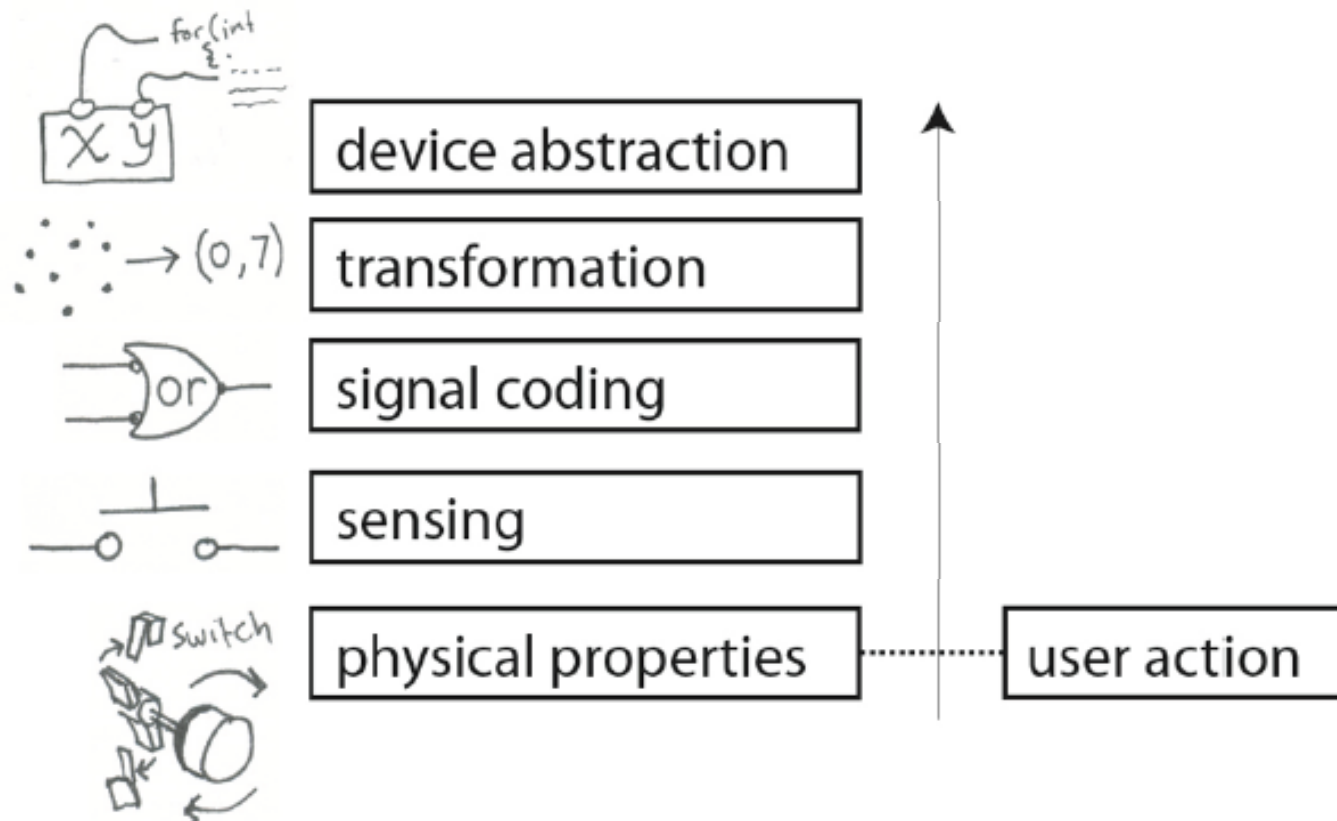 for(int
{.
x y
device abstraction
→ (0,7)
transformation
or
signal coding
sensing
switch
physical properties
user action